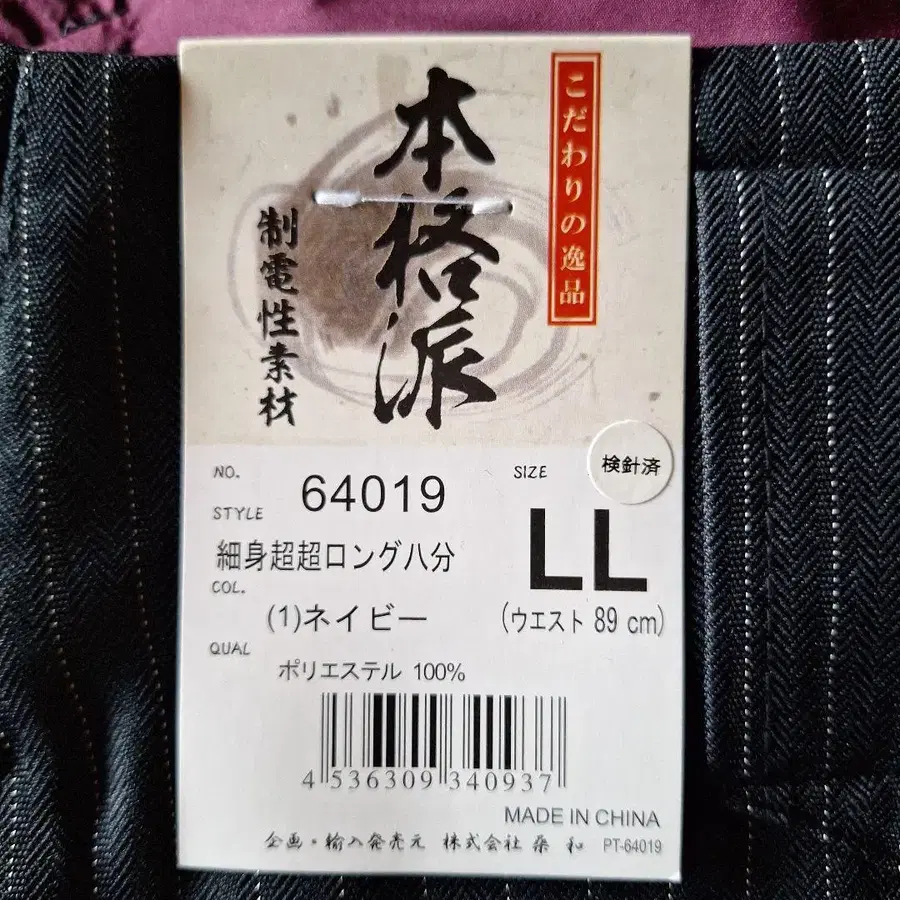 こだわりの逸品
本格派
制電性素材
検針済
NO.
64019
SIZE
LL
(ウエスト 89 cm)
STYLE
細身超超ロング八分
COL.
(1)ネイビー
QUAL
ポリエステル 100%
4 536309 340937
MADE IN CHINA
企画・輸入発売元 株式会社 桑和 PT-64019